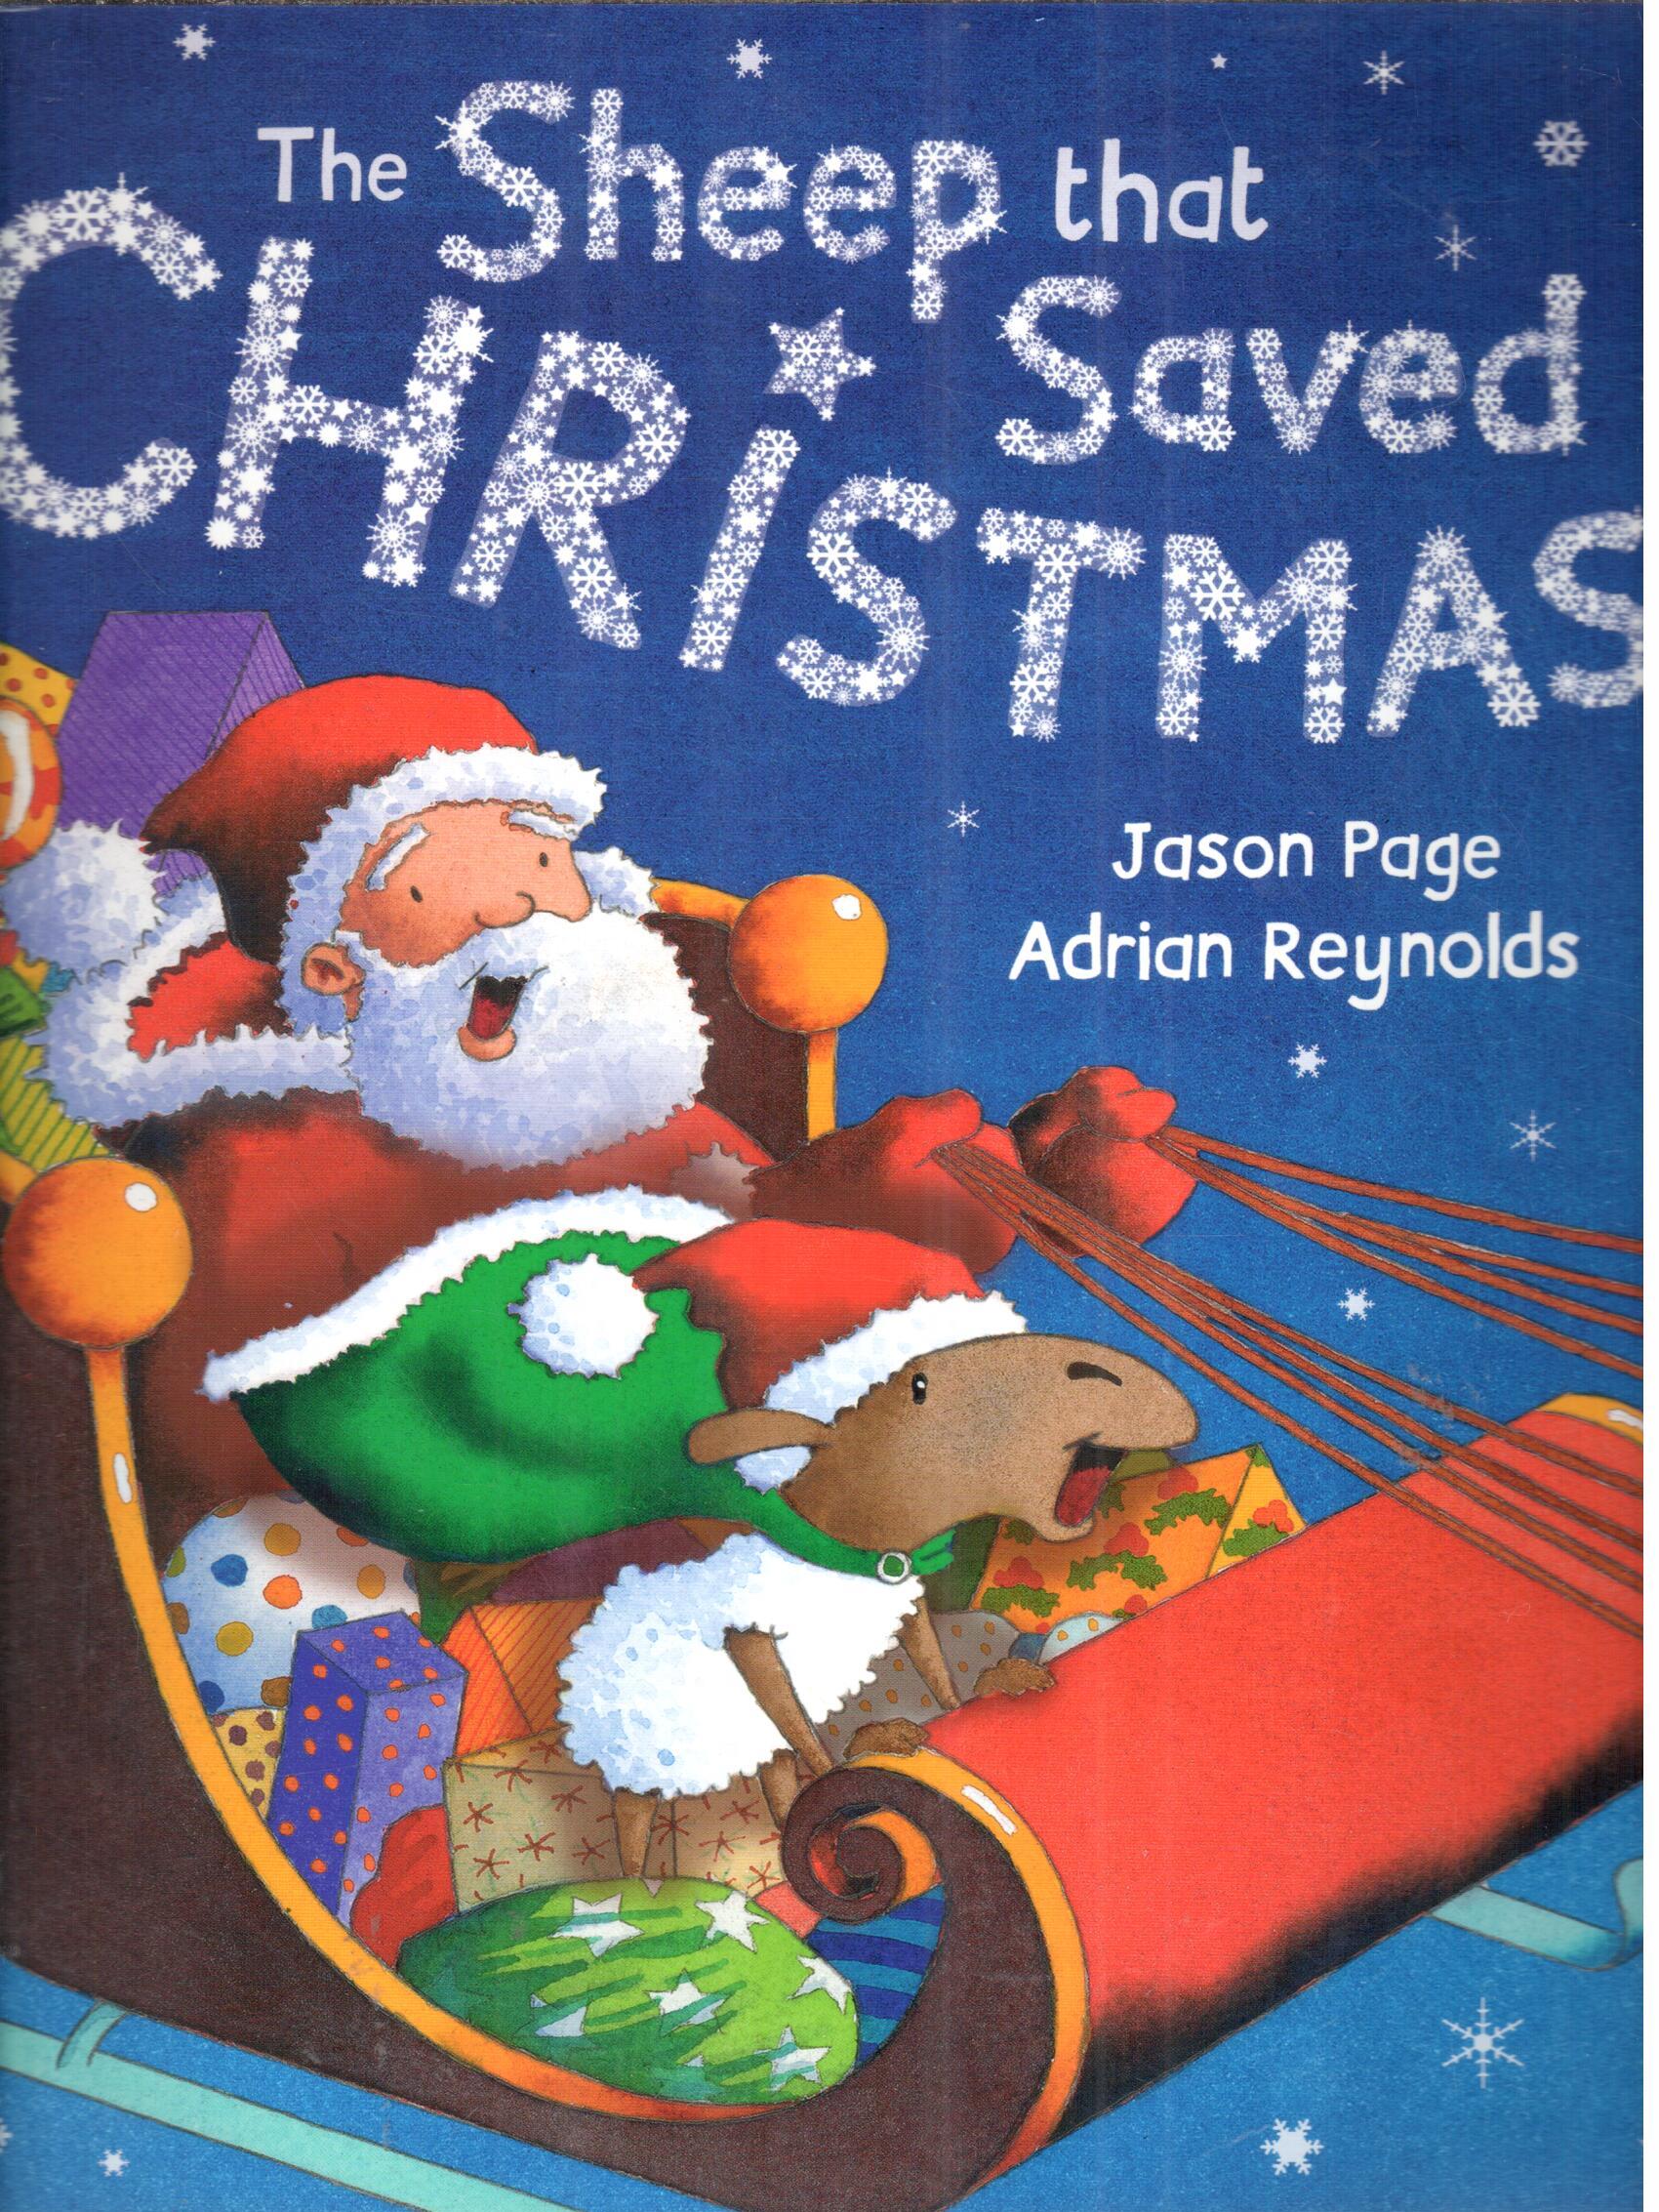 The Sheep that
Saved
CHRiSTMAS
Jason Page
Adrian Reynolds